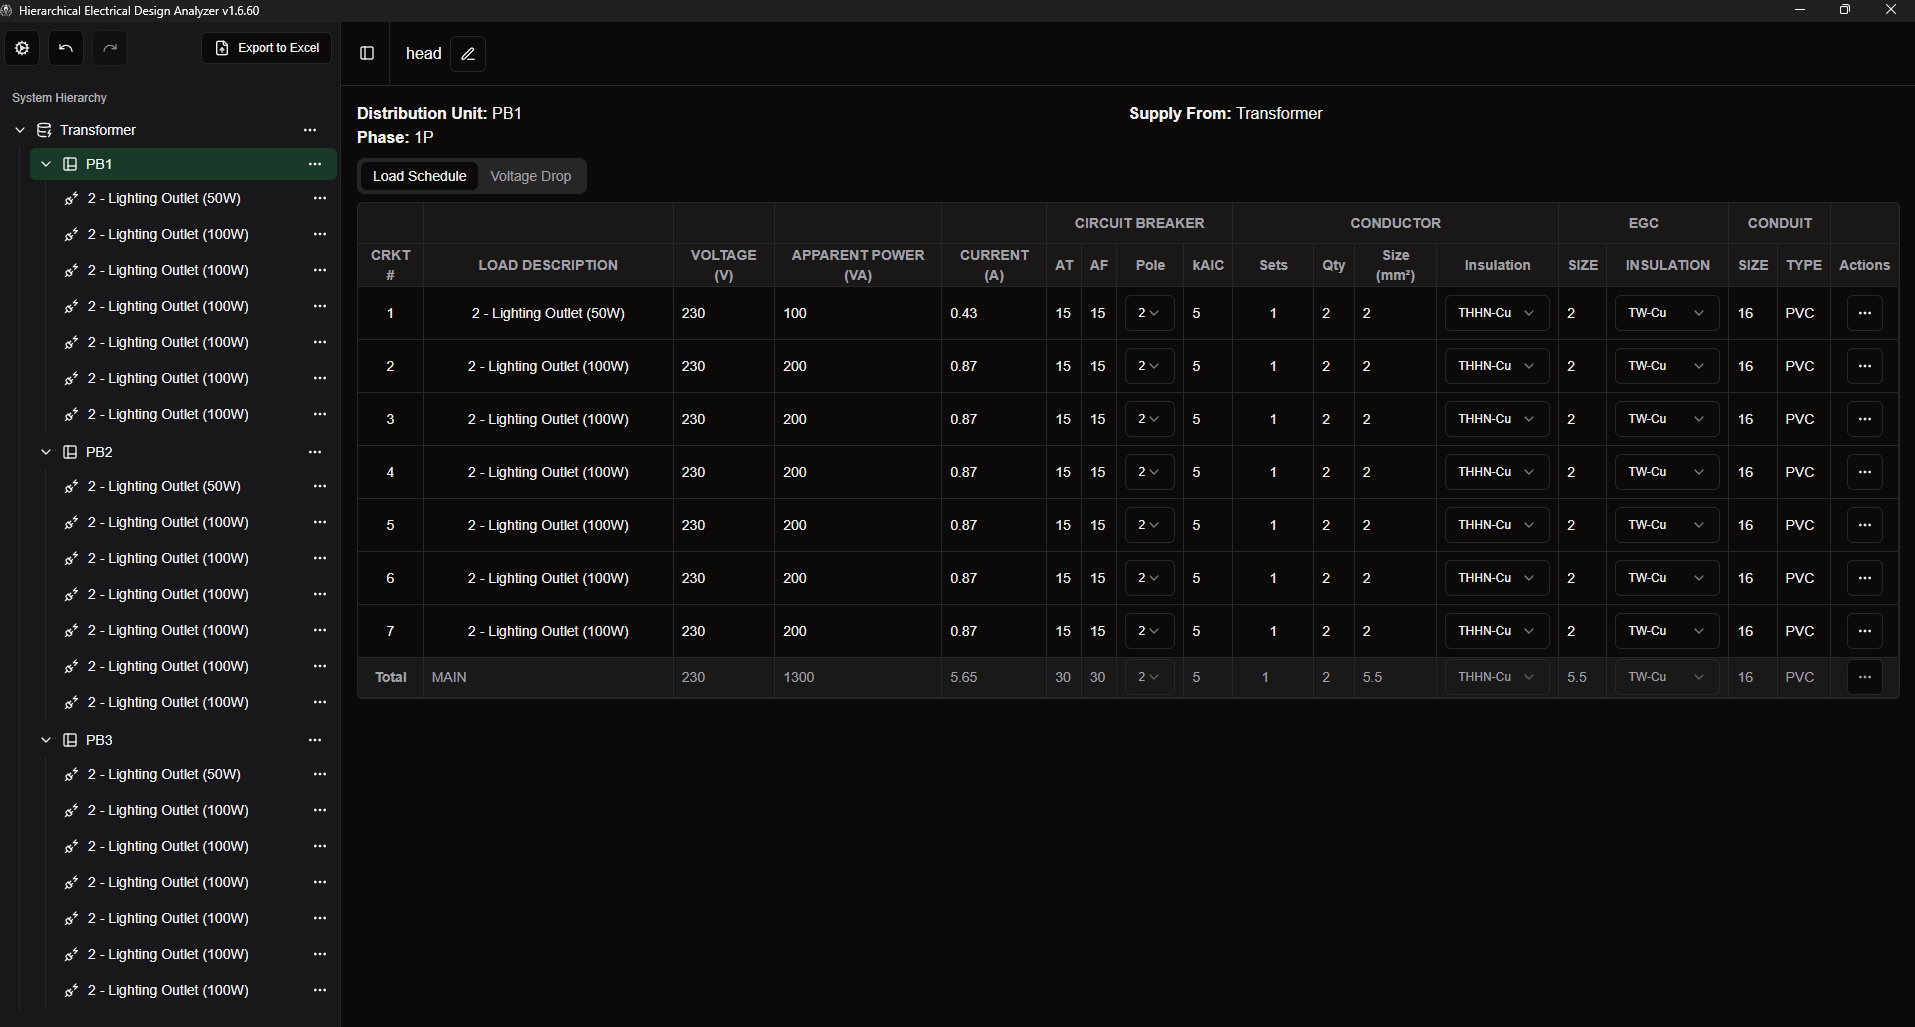 Hierarchical Electrical Design Analyzer v1.6.60
Export to Excel
System Hierarchy
Transformer
PB1
2 - Lighting Outlet (50W)
2 - Lighting Outlet (100W)
2 - Lighting Outlet (100W)
2 - Lighting Outlet (100W)
2 - Lighting Outlet (100W)
2 - Lighting Outlet (100W)
2 - Lighting Outlet (100W)
PB2
2 - Lighting Outlet (50W)
2 - Lighting Outlet (100W)
2 - Lighting Outlet (100W)
2 - Lighting Outlet (100W)
2 - Lighting Outlet (100W)
2 - Lighting Outlet (100W)
2 - Lighting Outlet (100W)
PB3
2 - Lighting Outlet (50W)
2 - Lighting Outlet (100W)
2 - Lighting Outlet (100W)
2 - Lighting Outlet (100W)
2 - Lighting Outlet (100W)
2 - Lighting Outlet (100W)
2 - Lighting Outlet (100W)
head
Distribution Unit: PB1
Phase: 1P
Supply From: Transformer
Load Schedule Voltage Drop
CIRCUIT BREAKER CONDUCTOR EGC CONDUIT
CRKT # LOAD DESCRIPTION VOLTAGE (V) APPARENT POWER (VA) CURRENT (A) AT AF Pole kAIC Sets Qty Size (mm²) Insulation SIZE INSULATION SIZE TYPE Actions
1 2 - Lighting Outlet (50W) 230 100 0.43 15 15 2 5 1 2 2 THHN-Cu 2 TW-Cu 16 PVC
2 2 - Lighting Outlet (100W) 230 200 0.87 15 15 2 5 1 2 2 THHN-Cu 2 TW-Cu 16 PVC
3 2 - Lighting Outlet (100W) 230 200 0.87 15 15 2 5 1 2 2 THHN-Cu 2 TW-Cu 16 PVC
4 2 - Lighting Outlet (100W) 230 200 0.87 15 15 2 5 1 2 2 THHN-Cu 2 TW-Cu 16 PVC
5 2 - Lighting Outlet (100W) 230 200 0.87 15 15 2 5 1 2 2 THHN-Cu 2 TW-Cu 16 PVC
6 2 - Lighting Outlet (100W) 230 200 0.87 15 15 2 5 1 2 2 THHN-Cu 2 TW-Cu 16 PVC
7 2 - Lighting Outlet (100W) 230 200 0.87 15 15 2 5 1 2 2 THHN-Cu 2 TW-Cu 16 PVC
Total MAIN 230 1300 5.65 30 30 2 5 1 2 5.5 THHN-Cu 5.5 TW-Cu 16 PVC